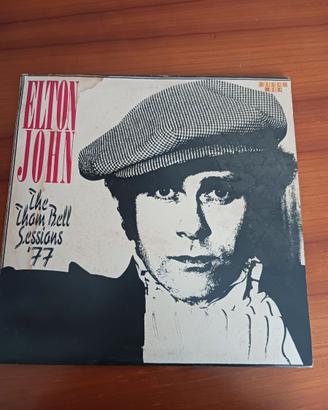 ELTON
JOHN
The
Thom Bell
Sessions
'77